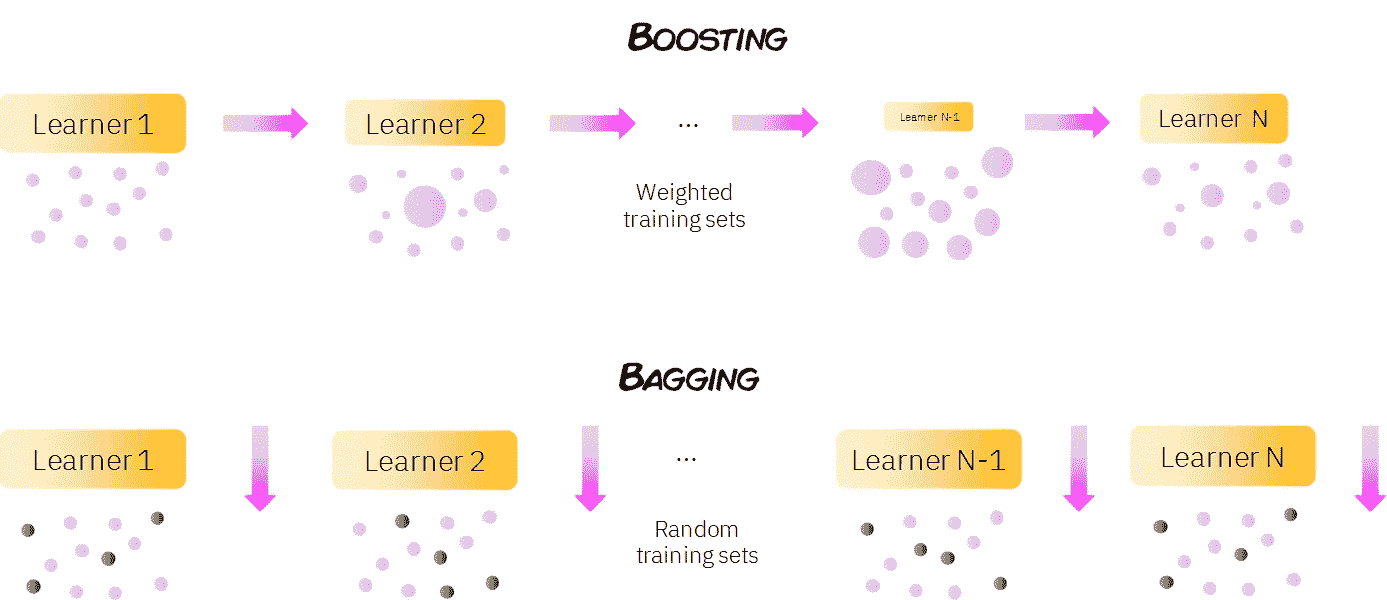 BOOSTING
Learner 1
Learner 2
...
Learner N-1
Learner N
Weighted
training sets
BAGGING
Learner 1
Learner 2
...
Learner N-1
Learner N
Random
training sets